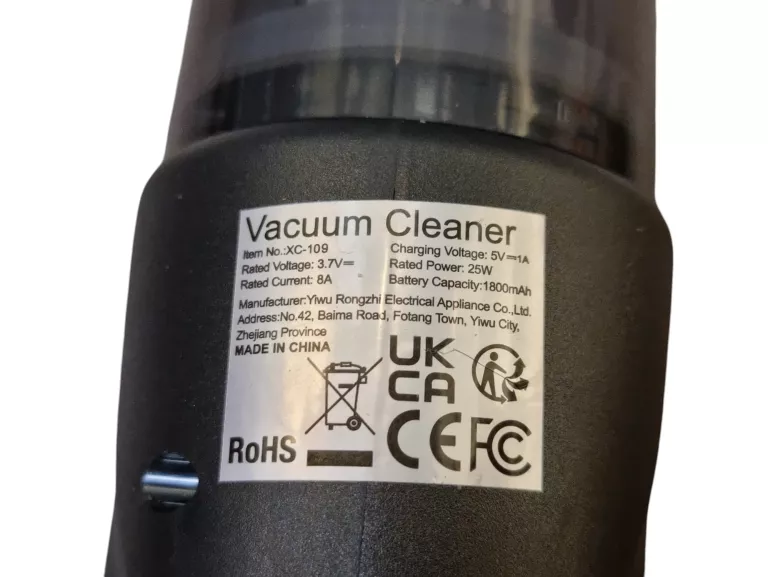 Vacuum Cleaner
Item No.:XC-109
Charging Voltage: 5V⎓1A
Rated Voltage: 3.7V⎓
Rated Power: 25W
Rated Current: 8A
Battery Capacity:1800mAh
Manufacturer:Yiwu Rongzhi Electrical Appliance Co.,Ltd.
Address:No.42, Baima Road, Fotang Town, Yiwu City,
Zhejiang Province
MADE IN CHINA
UK
CA
RoHS
CE FC